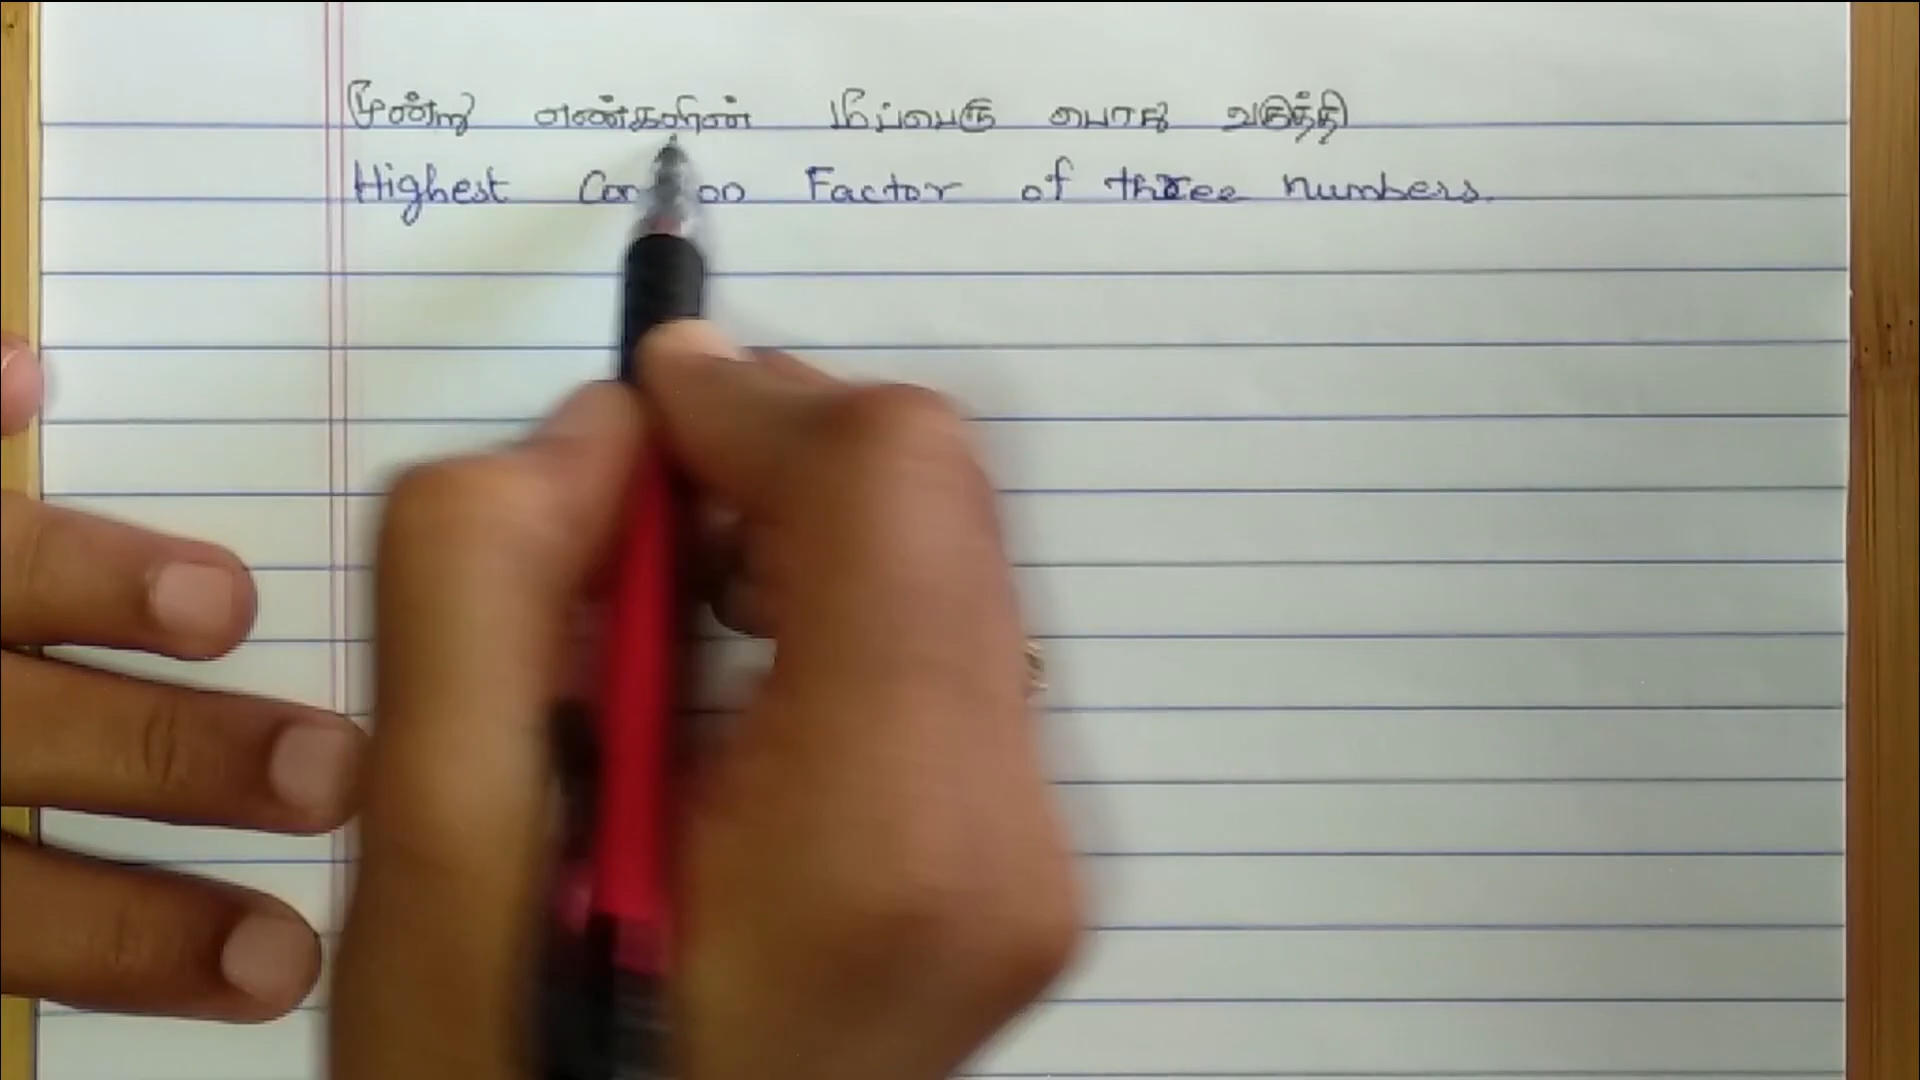 மூன்று எண்களின் மீப்பெரு பொது வகுத்தி
Highest Factor of three numbers.